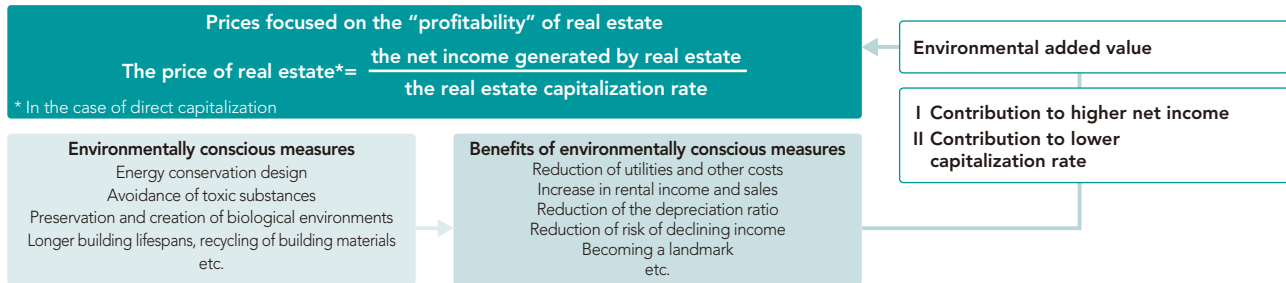 Prices focused on the “profitability” of real estate
The price of real estate*=
the net income generated by real estate
the real estate capitalization rate
* In the case of direct capitalization
Environmental added value
I Contribution to higher net income
II Contribution to lower
capitalization rate
Environmentally conscious measures
Energy conservation design
Avoidance of toxic substances
Preservation and creation of biological environments
Longer building lifespans, recycling of building materials
etc.
Benefits of environmentally conscious measures
Reduction of utilities and other costs
Increase in rental income and sales
Reduction of the depreciation ratio
Reduction of risk of declining income
Becoming a landmark
etc.